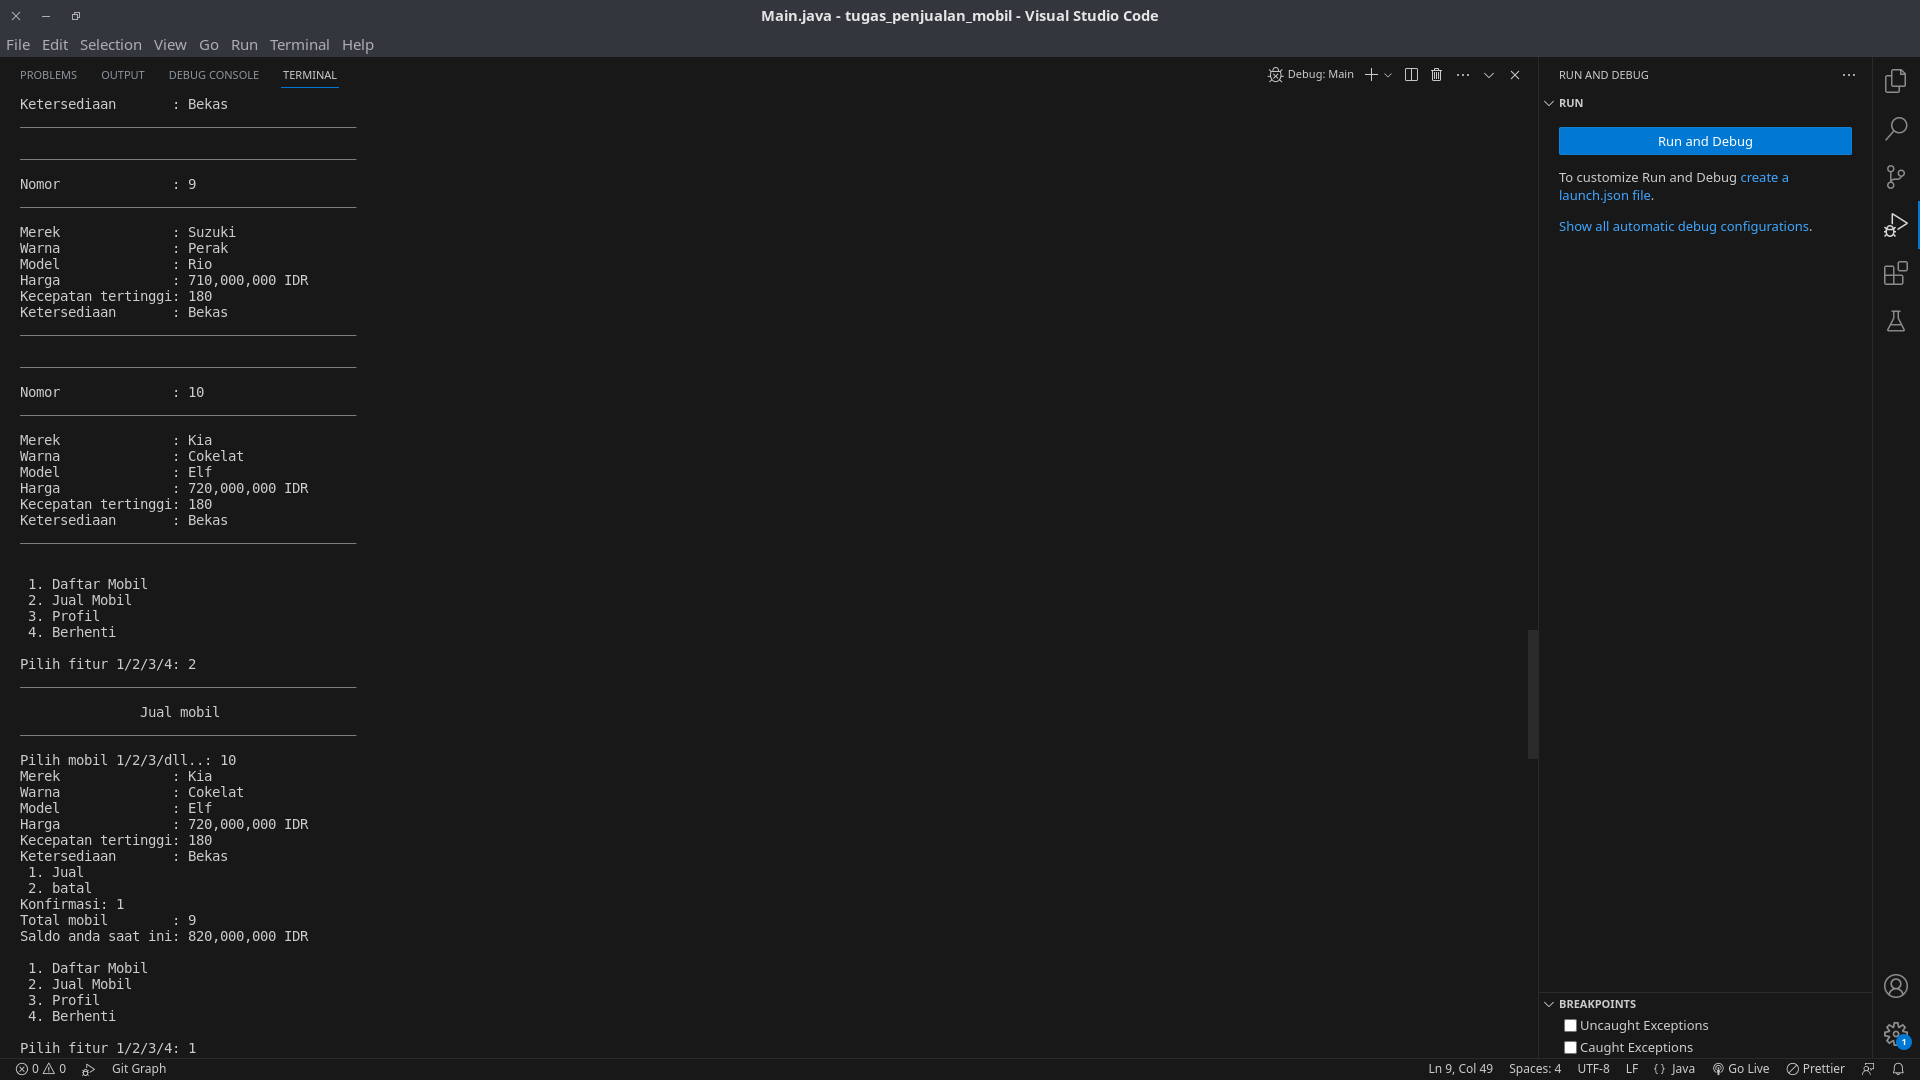 Main.java - tugas_penjualan_mobil - Visual Studio Code
File Edit Selection View Go Run Terminal Help
PROBLEMS OUTPUT DEBUG CONSOLE TERMINAL
Debug: Main
Ketersediaan : Bekas
Nomor : 9
Merek : Suzuki
Warna : Perak
Model : Rio
Harga : 710,000,000 IDR
Kecepatan tertinggi: 180
Ketersediaan : Bekas
Nomor : 10
Merek : Kia
Warna : Cokelat
Model : Elf
Harga : 720,000,000 IDR
Kecepatan tertinggi: 180
Ketersediaan : Bekas
1. Daftar Mobil
2. Jual Mobil
3. Profil
4. Berhenti
Pilih fitur 1/2/3/4: 2
Jual mobil
Pilih mobil 1/2/3/dll..: 10
Merek : Kia
Warna : Cokelat
Model : Elf
Harga : 720,000,000 IDR
Kecepatan tertinggi: 180
Ketersediaan : Bekas
1. Jual
2. batal
Konfirmasi: 1
Total mobil : 9
Saldo anda saat ini: 820,000,000 IDR
1. Daftar Mobil
2. Jual Mobil
3. Profil
4. Berhenti
Pilih fitur 1/2/3/4: 1
RUN AND DEBUG
RUN
Run and Debug
To customize Run and Debug create a
launch.json file.
Show all automatic debug configurations.
BREAKPOINTS
Uncaught Exceptions
Caught Exceptions
1
0 0 Git Graph
Ln 9, Col 49 Spaces: 4 UTF-8 LF {} Java Go Live Prettier